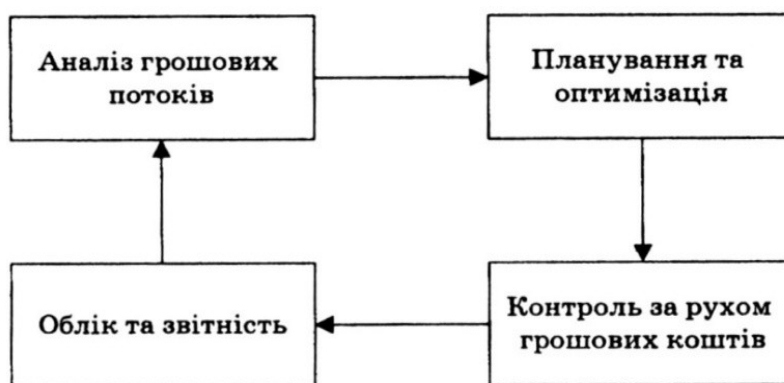 Аналіз грошових
потоків
Планування та
оптимізація
Облік та звітність
Контроль за рухом
грошових коштів